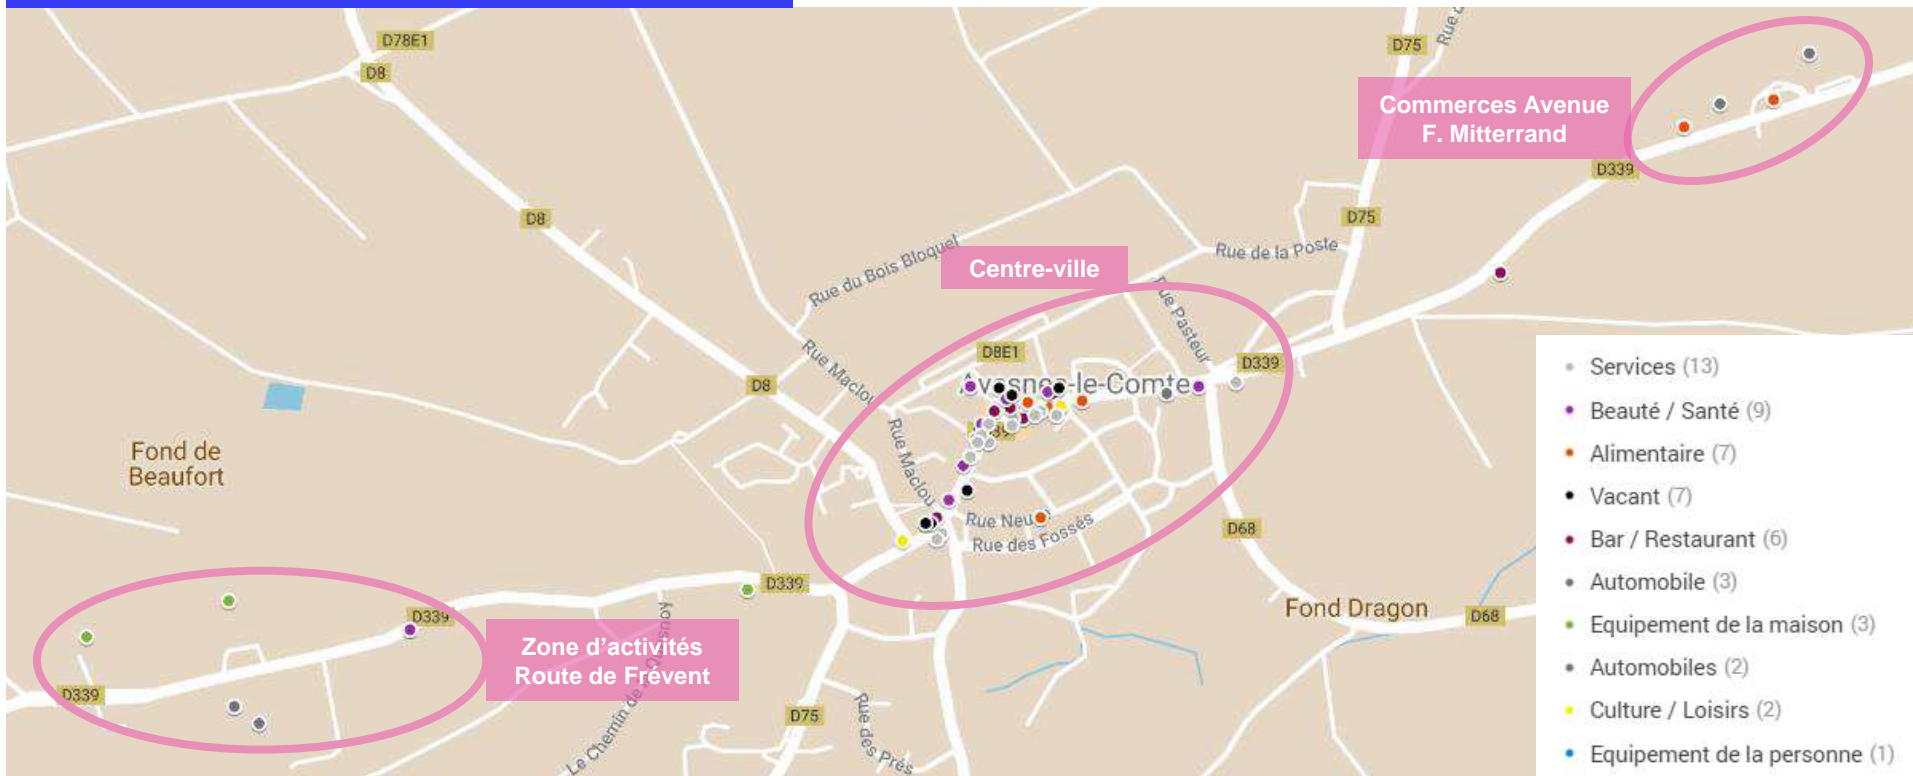 D78E1
D8
D75
Rue d
Commerces Avenue
F. Mitterrand
D339
D8
D75
Rue de la Poste
Rue du Bois Bloquel
Centre-ville
Rue Pasteur
Rue Maclou
D8E1
D339
Avesnes-le-Comte
D8
Rue Maclou
Fond de
Beaufort
Rue Neuve
Rue des Fossés
D68
D339
D339
Fond Dragon
D68
Zone d'activités
Route de Frévent
D339
Le Chemin de
D75
Rue des Prés
Services (13)
Beauté / Santé (9)
Alimentaire (7)
Vacant (7)
Bar / Restaurant (6)
Automobile (3)
Equipement de la maison (3)
Automobiles (2)
Culture / Loisirs (2)
Equipement de la personne (1)